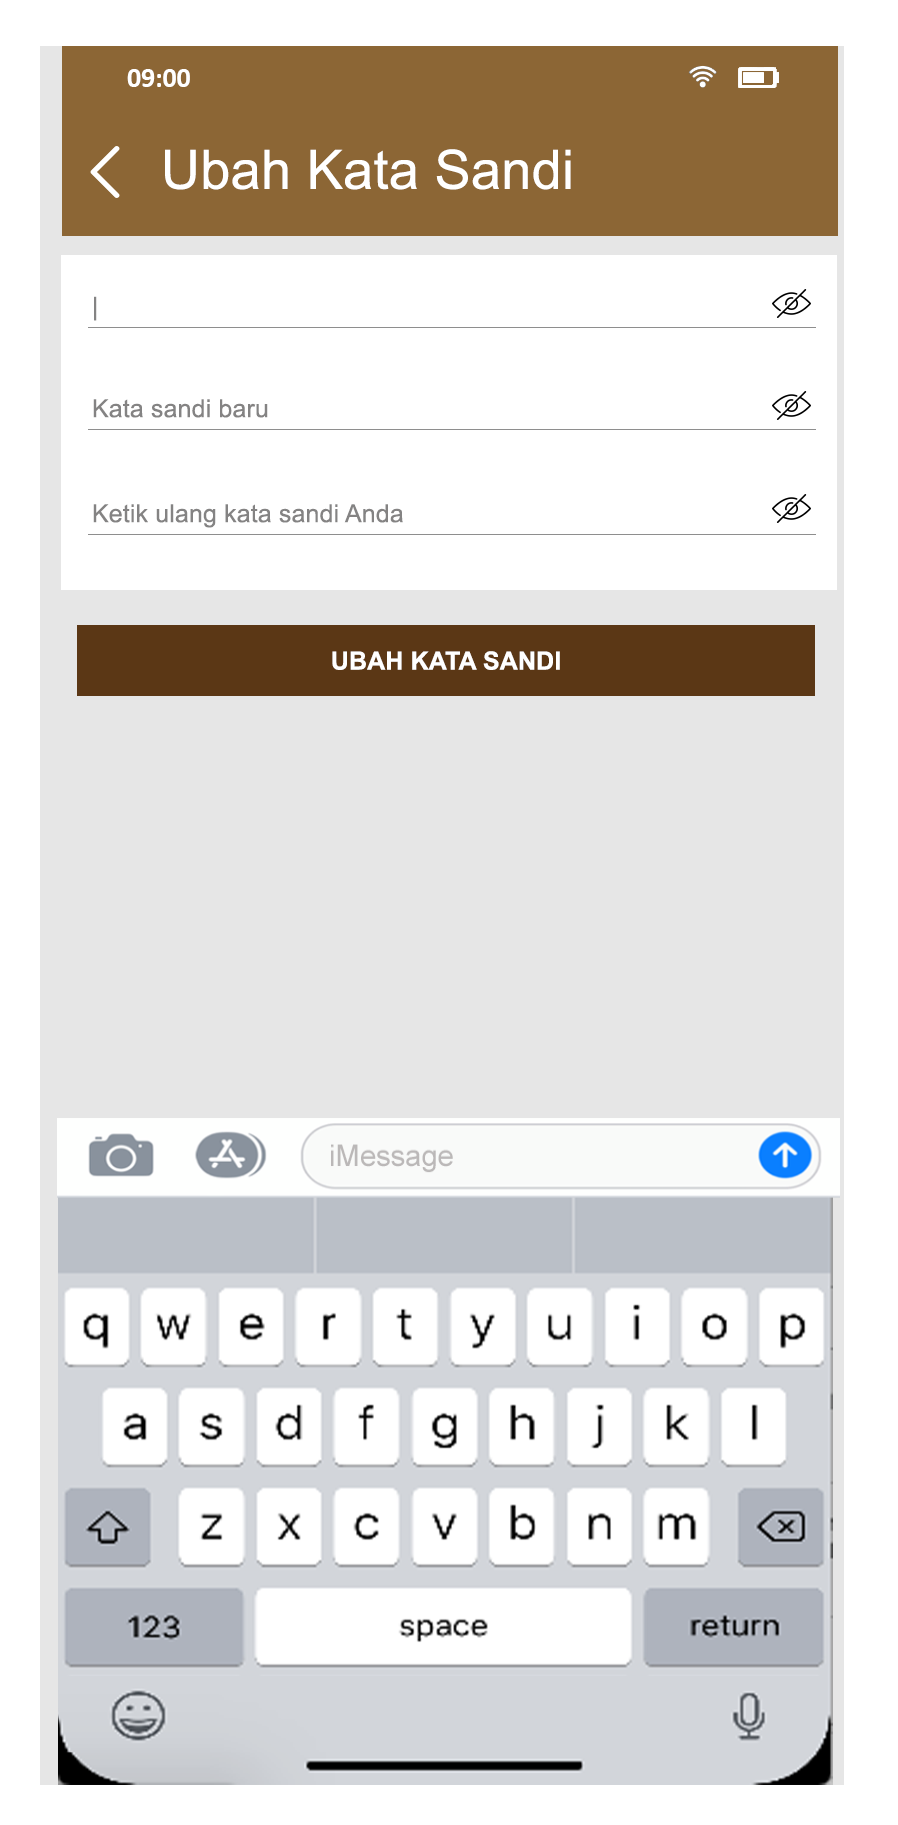 09:00
Ubah Kata Sandi
Kata sandi baru
Ketik ulang kata sandi Anda
UBAH KATA SANDI
iMessage
q w e r t y u i o p
a s d f g h j k l
z x c v b n m
123 space return